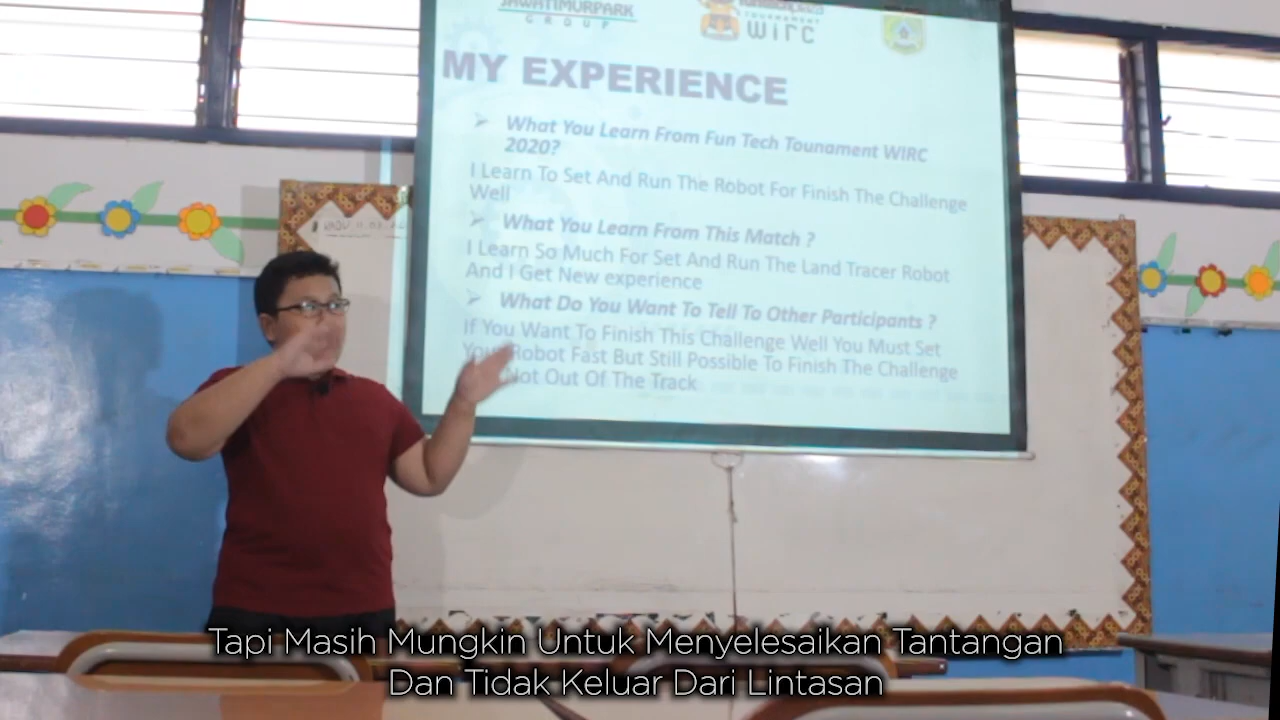 JAWATIMURPARK
GROUP
TOURNAMENT
WIRC
MY EXPERIENCE
➢ What You Learn From Fun Tech Tounament WIRC
2020?
I Learn To Set And Run The Robot For Finish The Challenge
Well
➢ What You Learn From This Match ?
I Learn So Much For Set And Run The Land Tracer Robot
And I Get New experience
➢ What Do You Want To Tell To Other Participants ?
If You Want To Finish This Challenge Well You Must Set
Your Robot Fast But Still Possible To Finish The Challenge
Not Out Of The Track
Tapi Masih Mungkin Untuk Menyelesaikan Tantangan
Dan Tidak Keluar Dari Lintasan